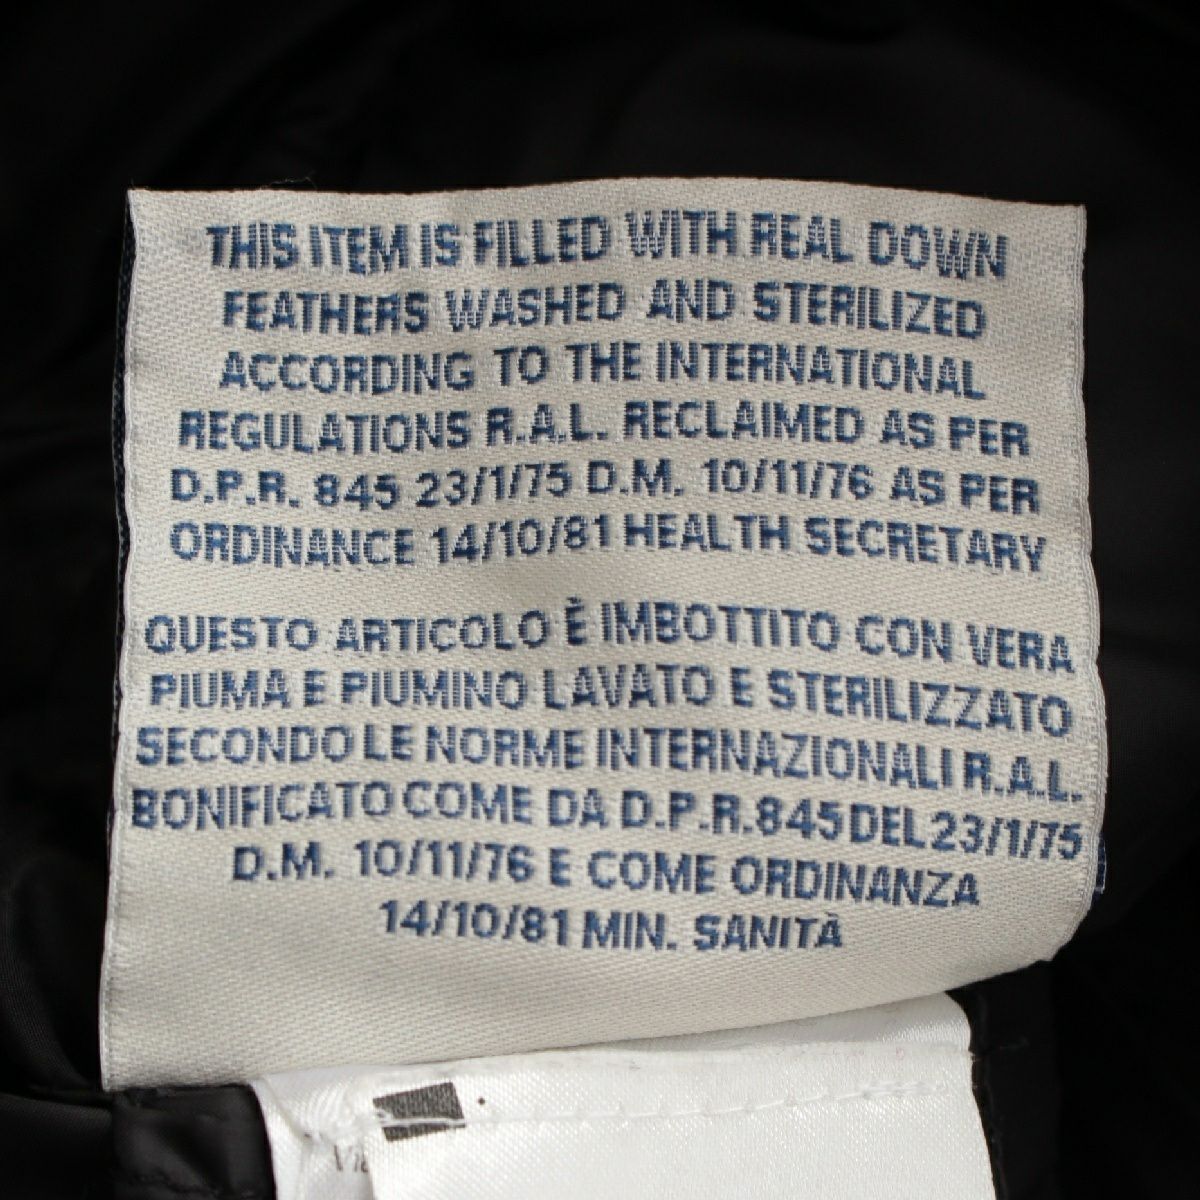 THIS ITEM IS FILLED WITH REAL DOWN
FEATHERS WASHED AND STERILIZED
ACCORDING TO THE INTERNATIONAL
REGULATIONS R.A.L. RECLAIMED AS PER
D.P.R. 845 23/1/75 D.M. 10/11/76 AS PER
ORDINANCE 14/10/81 HEALTH SECRETARY
QUESTO ARTICOLO È IMBOTTITO CON VERA
PIUMA E PIUMINO LAVATO E STERILIZZATO
SECONDO LE NORME INTERNAZIONALI R.A.L.
BONIFICATO COME DA D.P.R.845 DEL 23/1/75
D.M. 10/11/76 E COME ORDINANZA
14/10/81 MIN. SANITÀ